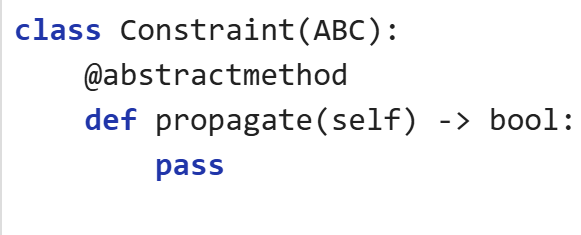 class Constraint(ABC):
    @abstractmethod
    def propagate(self) -> bool:
        pass